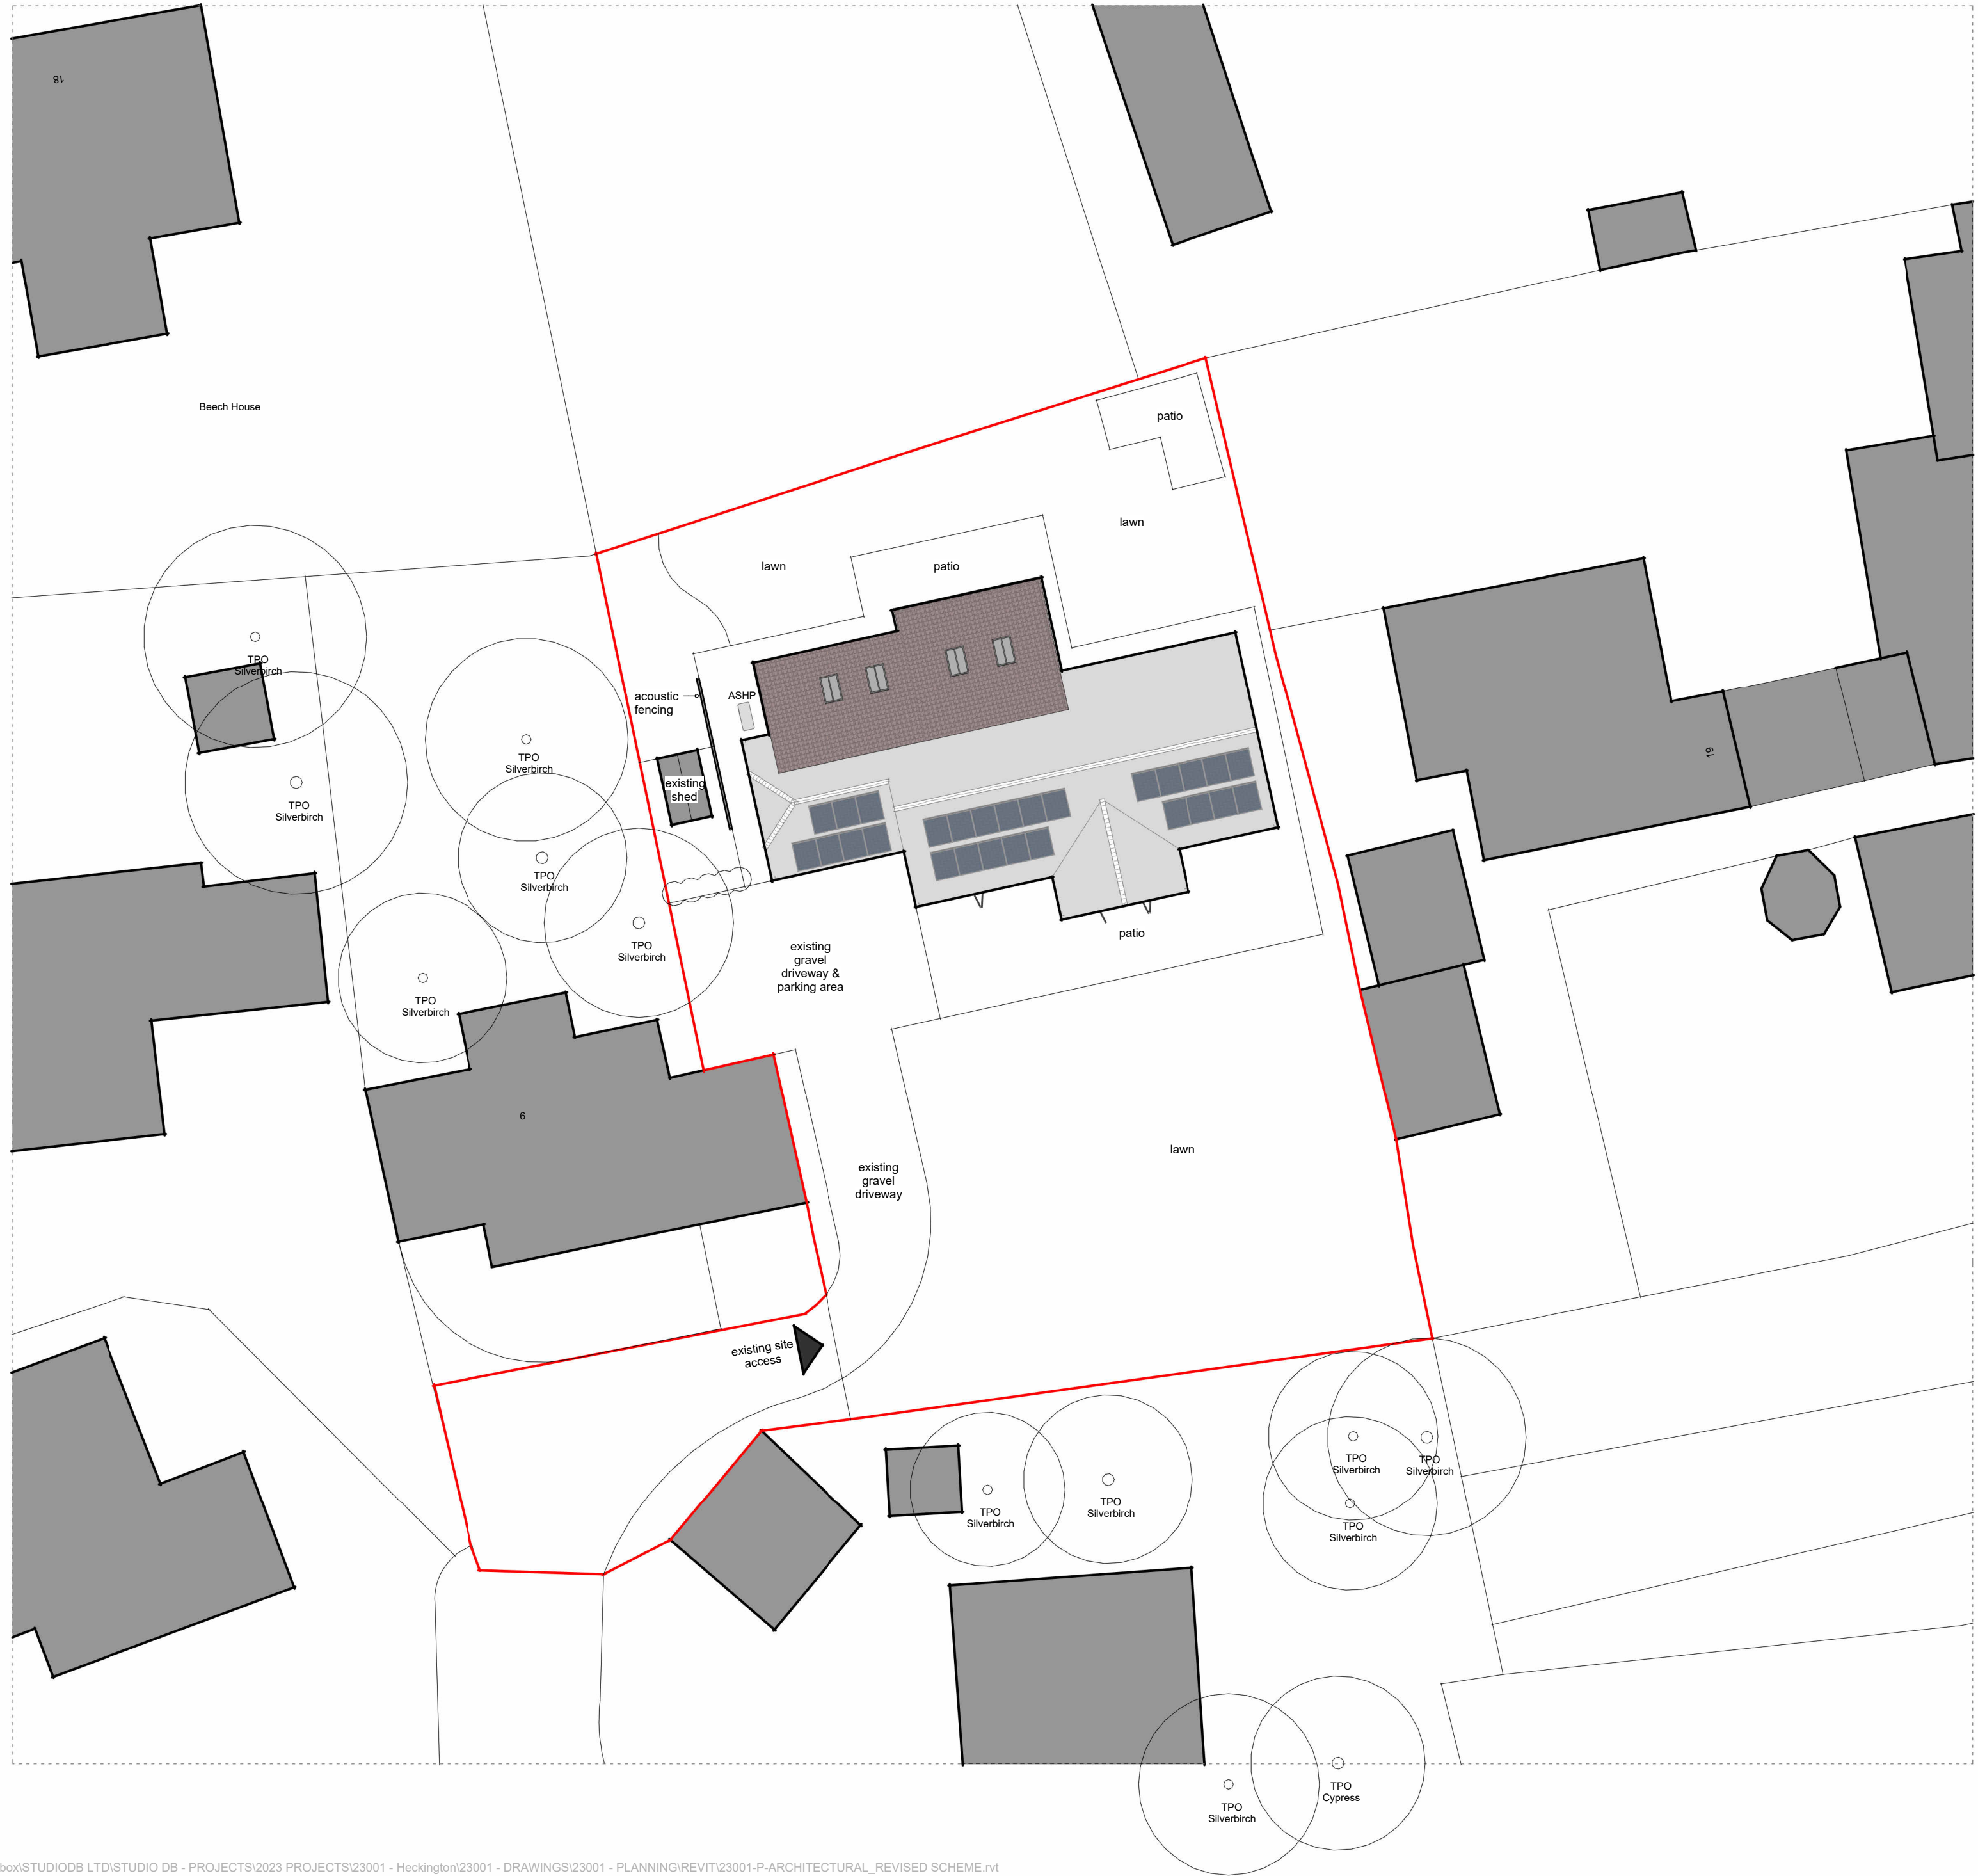 18
Beech House
patio
lawn
lawn
patio
TPO
Silverbirch
acoustic
fencing
ASHP
TPO
Silverbirch
existing
shed
19
TPO
Silverbirch
TPO
Silverbirch
TPO
Silverbirch
patio
existing
gravel
driveway &
parking area
TPO
Silverbirch
6
lawn
existing
gravel
driveway
existing site
access
TPO
Silverbirch
TPO
Silverbirch
TPO
Silverbirch
TPO
Silverbirch
TPO
Silverbirch
TPO
Cypress
TPO
Silverbirch
box\STUDIODB LTD\STUDIO DB - PROJECTS\2023 PROJECTS\23001 - Heckington\23001 - DRAWINGS\23001 - PLANNING\REVIT\23001-P-ARCHITECTURAL_REVISED SCHEME.rvt